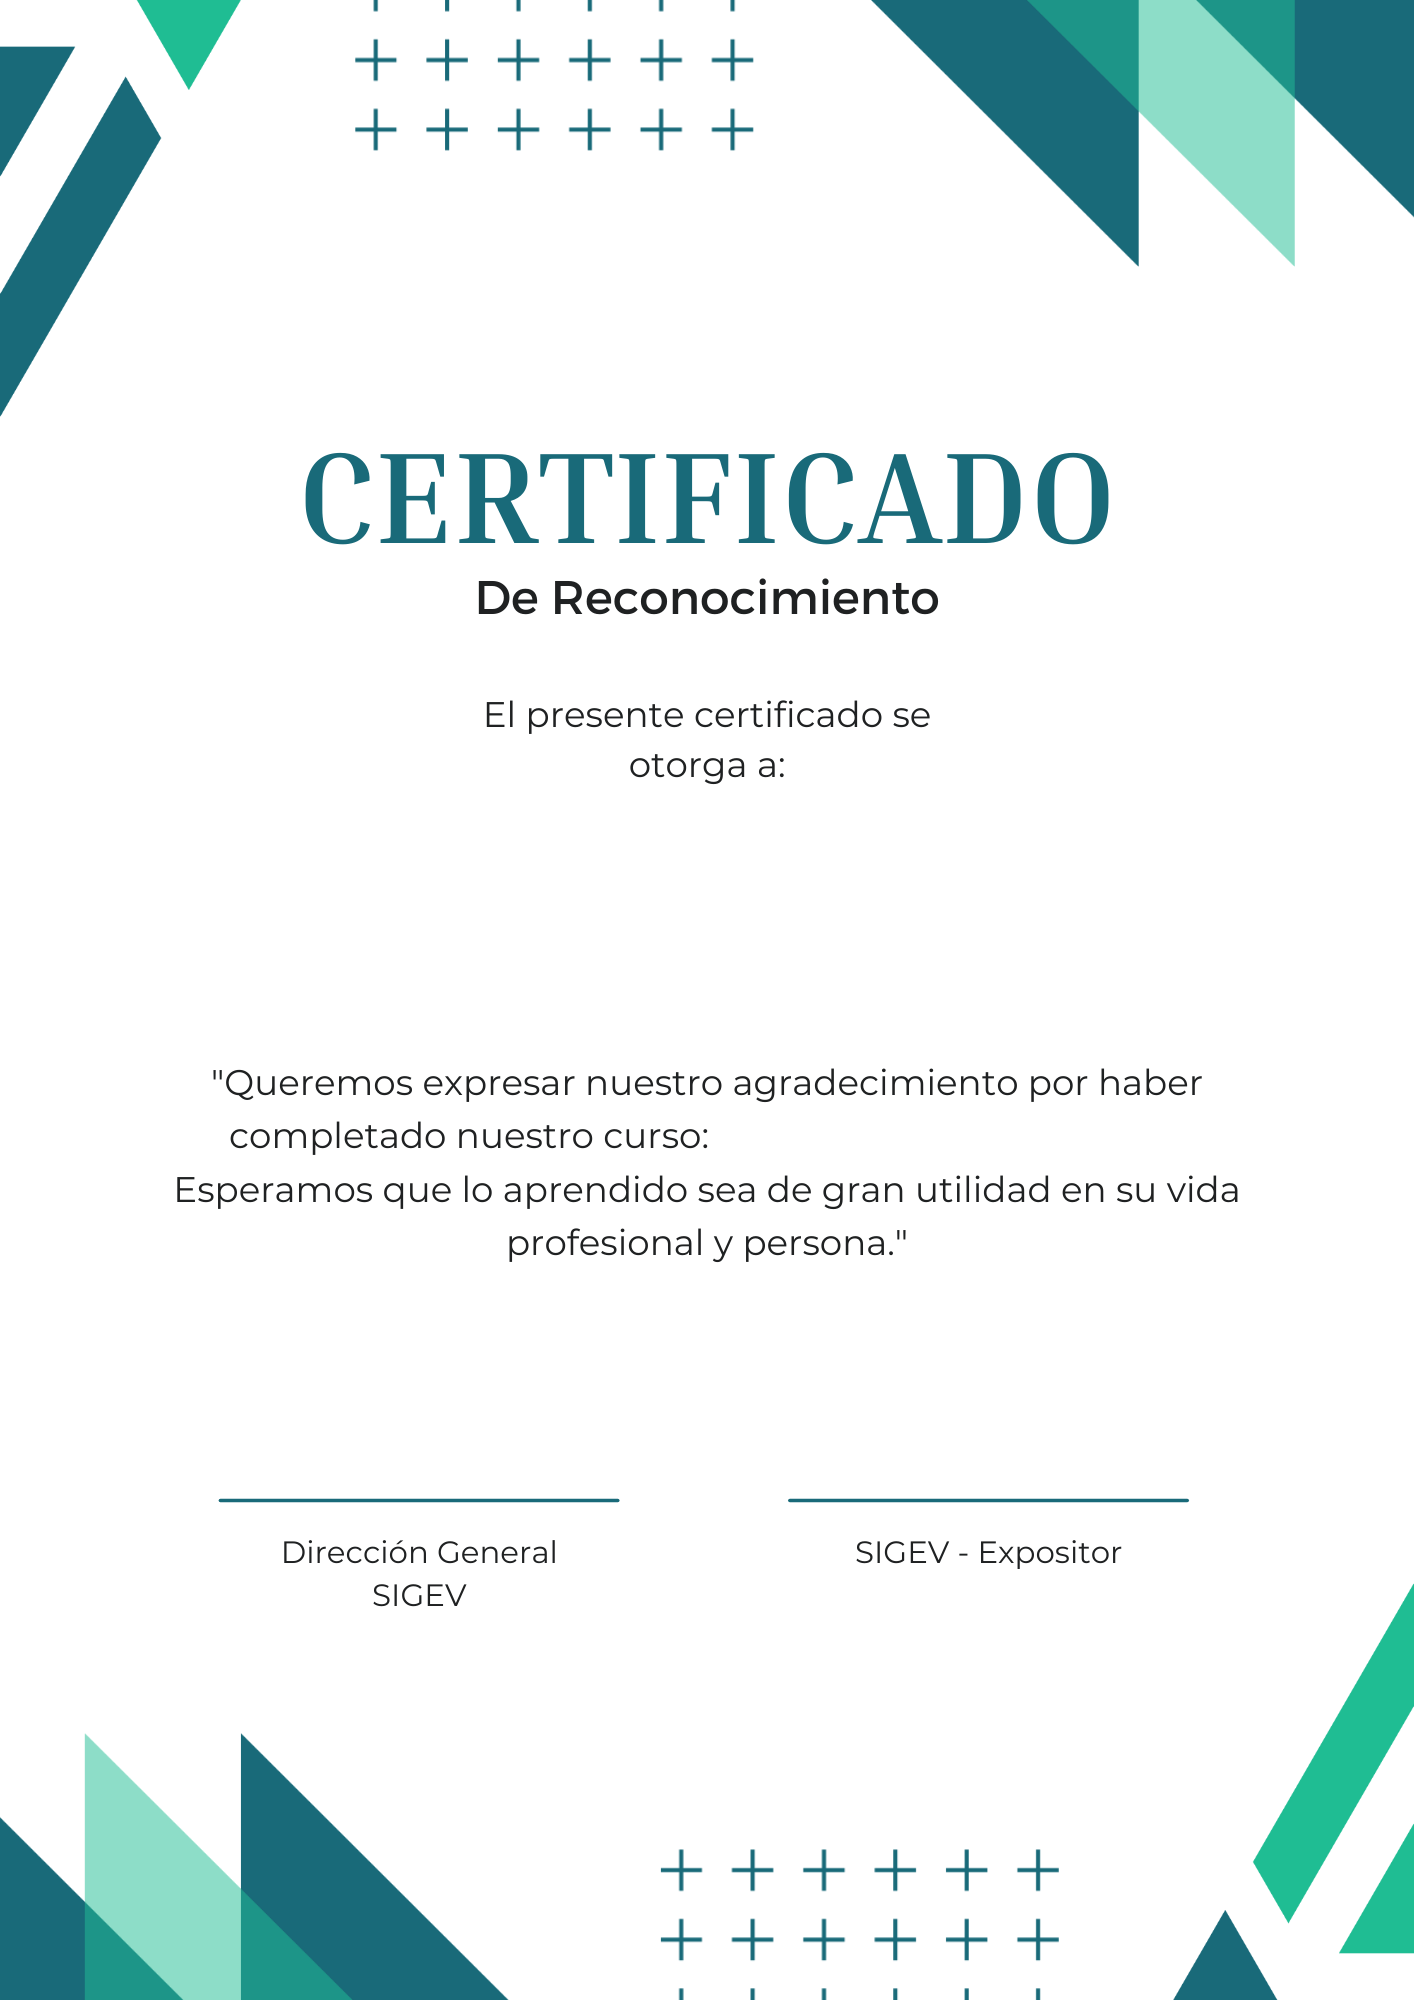 CERTIFICADO
De Reconocimiento
El presente certificado se
otorga a:
"Queremos expresar nuestro agradecimiento por haber
completado nuestro curso:
Esperamos que lo aprendido sea de gran utilidad en su vida
profesional y persona."
Dirección General
SIGEV
SIGEV - Expositor